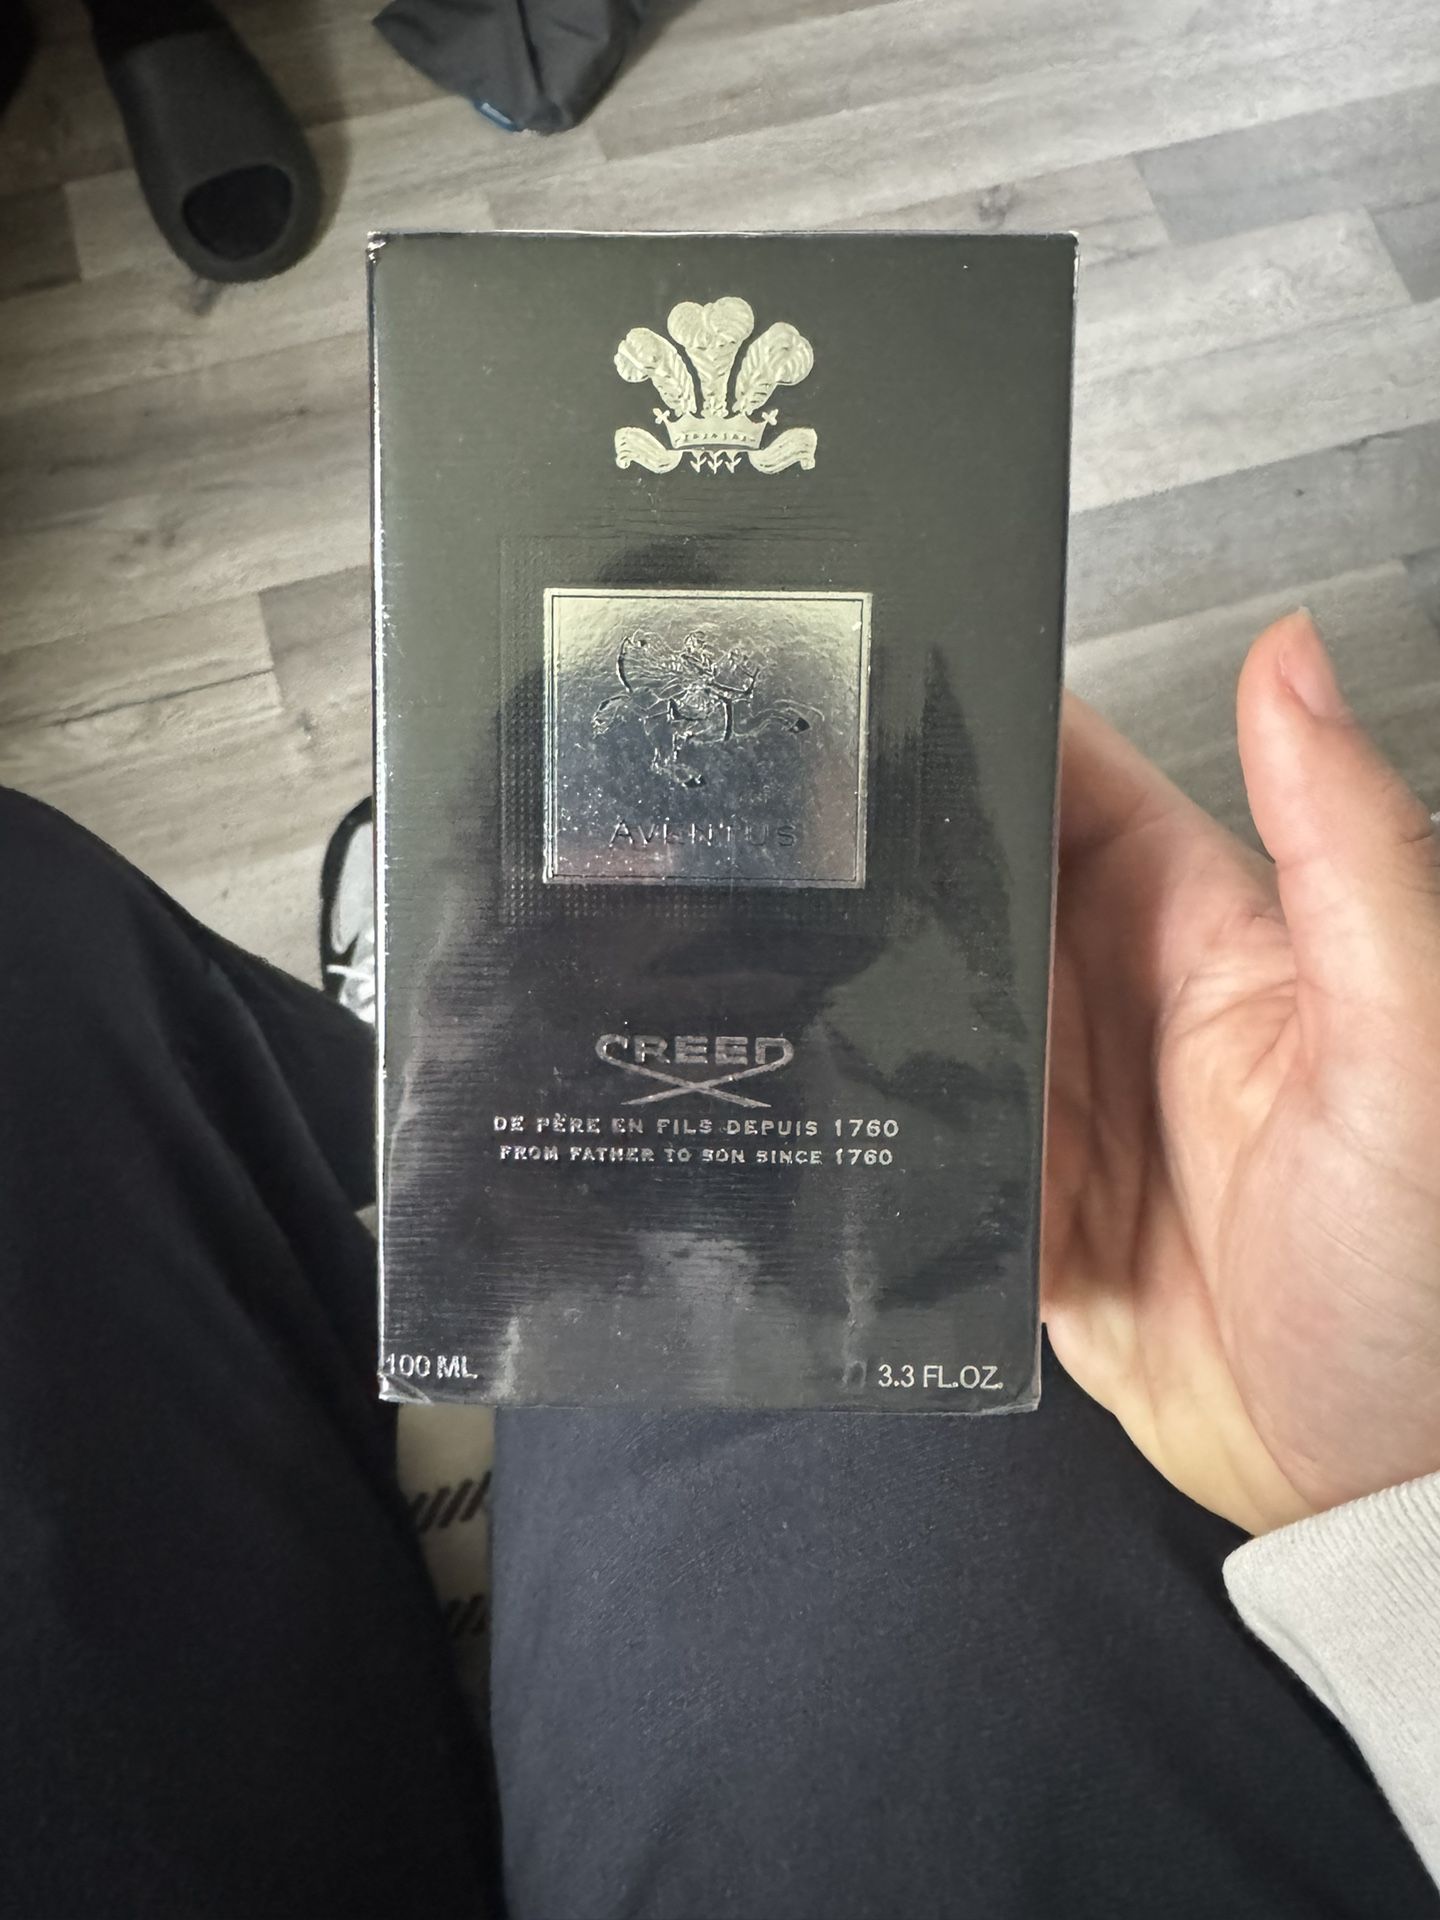 AVENTUS
CREED
DE PÈRE EN FILS DEPUIS 1760
FROM FATHER TO SON SINCE 1760
100 ML
3.3 FL.OZ.